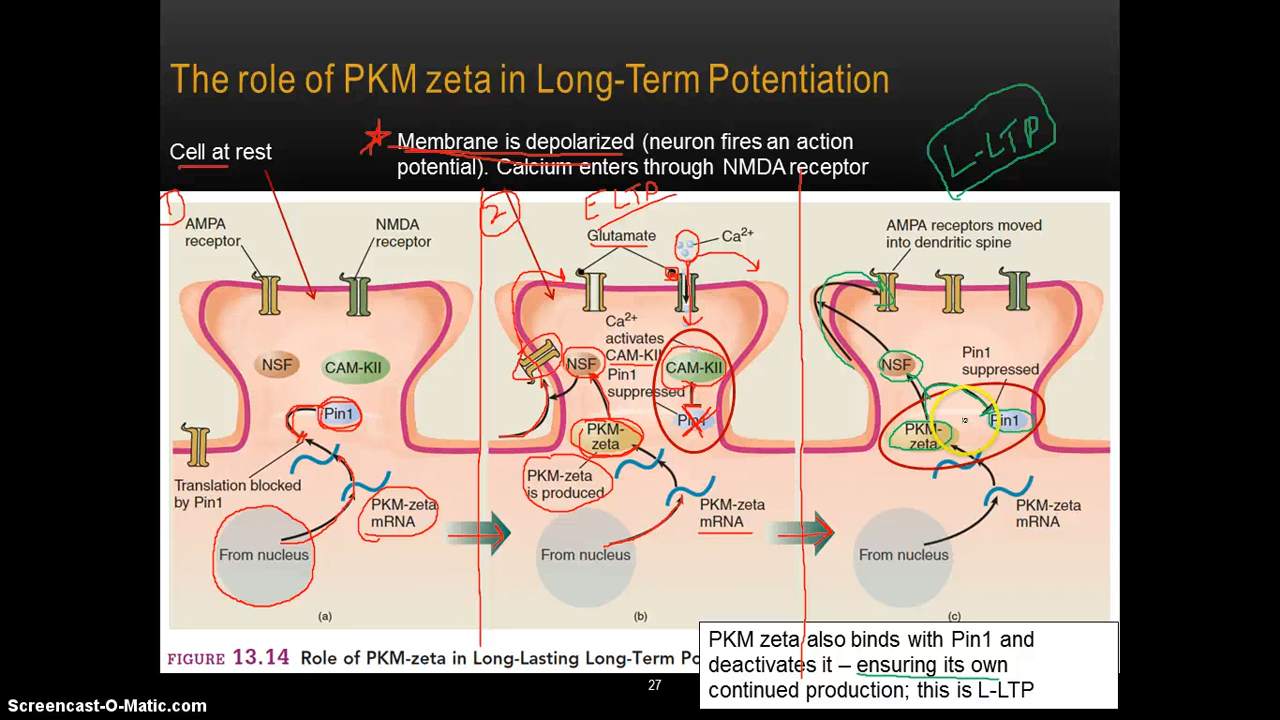 The role of PKM zeta in Long-Term Potentiation
L-LTP
Cell at rest
Membrane is depolarized (neuron fires an action
potential). Calcium enters through NMDA receptor
1
AMPA
receptor
NMDA
receptor
NSF
CAM-KII
Pin1
Translation blocked
by Pin1
PKM-zeta
mRNA
From nucleus
(a)
2
E LTP
Glutamate
Ca2+
Ca2+
activates
CAM-KII
NSF
Pin1
suppressed
CAM-KII
Pin1
PKM-
zeta
PKM-zeta
is produced
PKM-zeta
mRNA
From nucleus
(b)
AMPA receptors moved
into dendritic spine
NSF
Pin1
suppressed
PKM-
zeta
Pin1
PKM-zeta
mRNA
From nucleus
(c)
FIGURE 13.14 Role of PKM-zeta in Long-Lasting Long-Term Po
PKM zeta also binds with Pin1 and
deactivates it – ensuring its own
continued production; this is L-LTP
27
Screencast-O-Matic.com